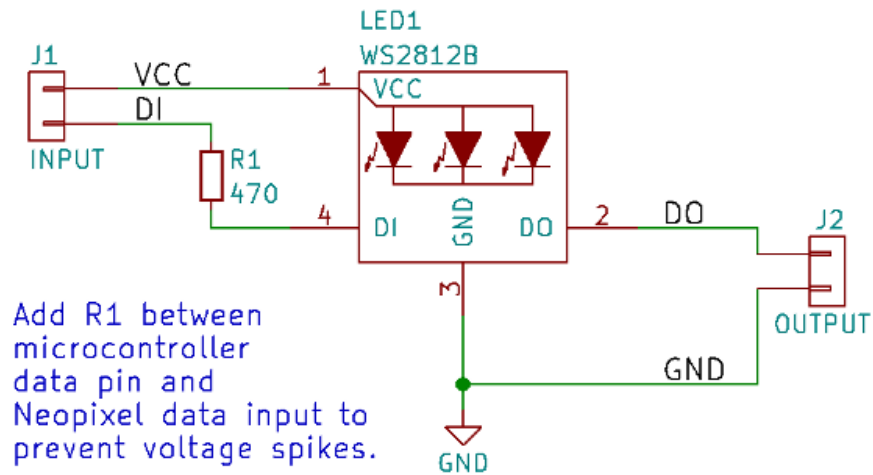 LED1
WS2812B
J1
VCC
1
VCC
DI
INPUT
R1
470
4
DI
GND
DO
2
DO
J2
3
OUTPUT
GND
GND
Add R1 between
microcontroller
data pin and
Neopixel data input to
prevent voltage spikes.